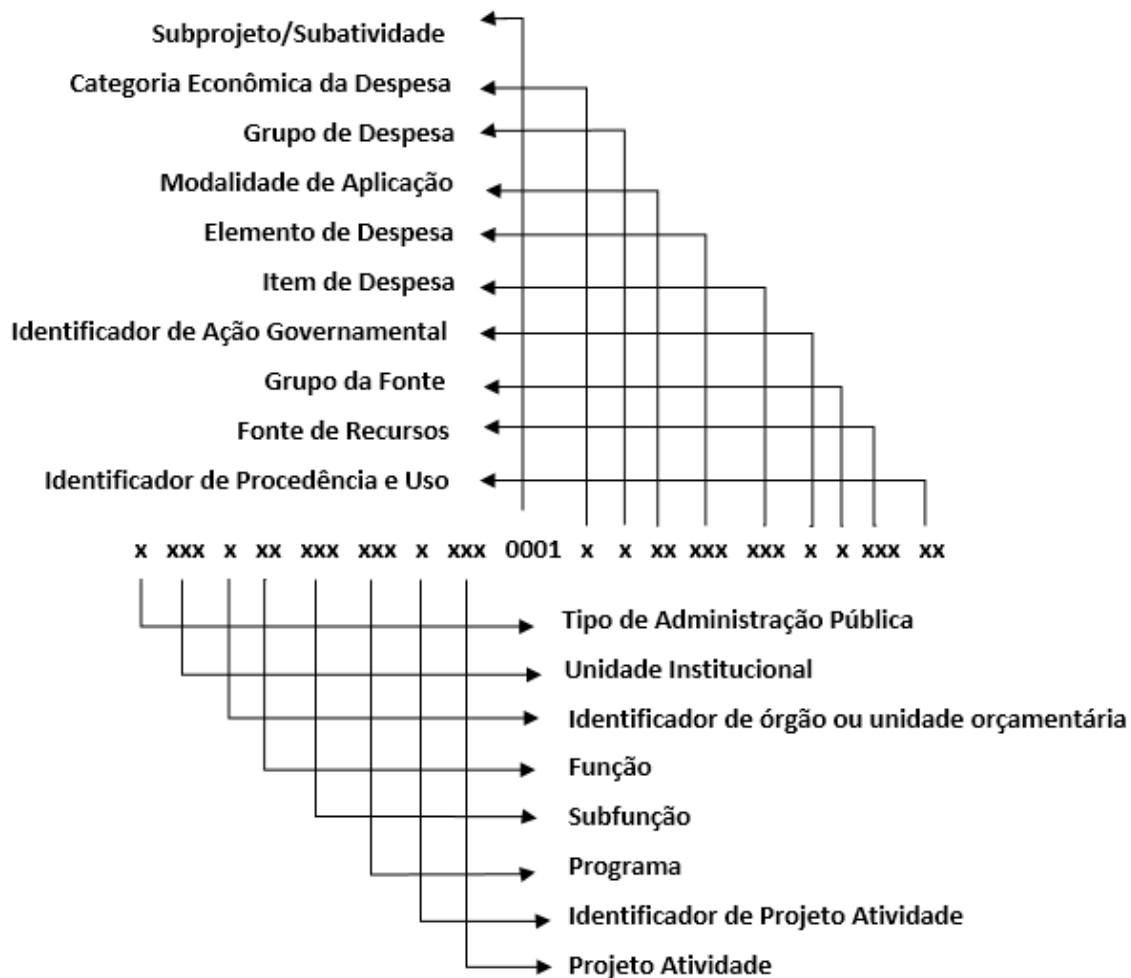 Subprojeto/Subatividade
Categoria Econômica da Despesa
Grupo de Despesa
Modalidade de Aplicação
Elemento de Despesa
Item de Despesa
Identificador de Ação Governamental
Grupo da Fonte
Fonte de Recursos
Identificador de Procedência e Uso
x xxx x xx xxx xxx x xxx 0001 x x xx xxx xxx x x xxx xx
Tipo de Administração Pública
Unidade Institucional
Identificador de órgão ou unidade orçamentária
Função
Subfunção
Programa
Identificador de Projeto Atividade
Projeto Atividade